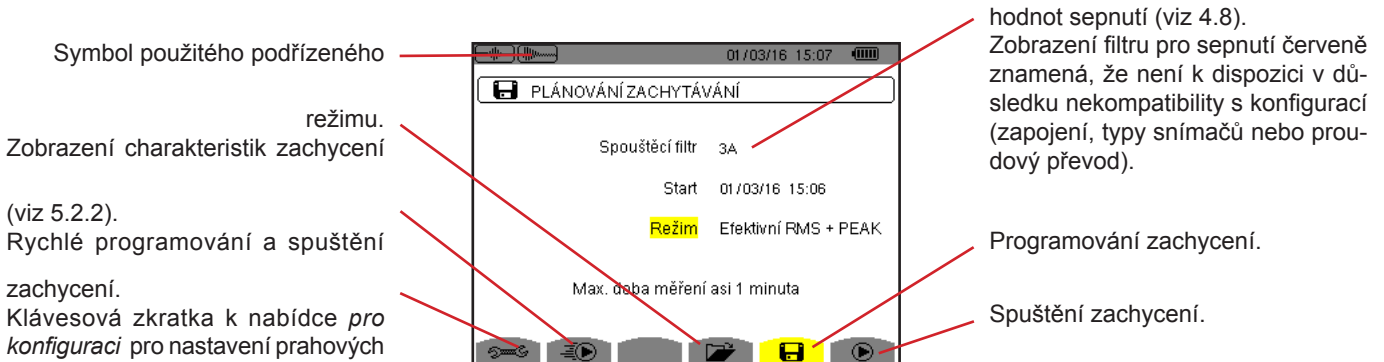 Symbol použitého podřízeného
režimu.
Zobrazení charakteristik zachycení
(viz 5.2.2).
Rychlé programování a spuštění
zachycení.
Klávesová zkratka k nabídce pro
konfiguraci pro nastavení prahových
01/03/16 15:07
PLÁNOVÁNÍ ZACHYTÁVÁNÍ
Spouštěcí filtr 3A
Start 01/03/16 15:06
Režim Efektivní RMS + PEAK
Max. doba měření asi 1 minuta
hodnot sepnutí (viz 4.8).
Zobrazení filtru pro sepnutí červeně
znamená, že není k dispozici v dů-
sledku nekompatibility s konfigurací
(zapojení, typy snímačů nebo prou-
dový převod).
Programování zachycení.
Spuštění zachycení.